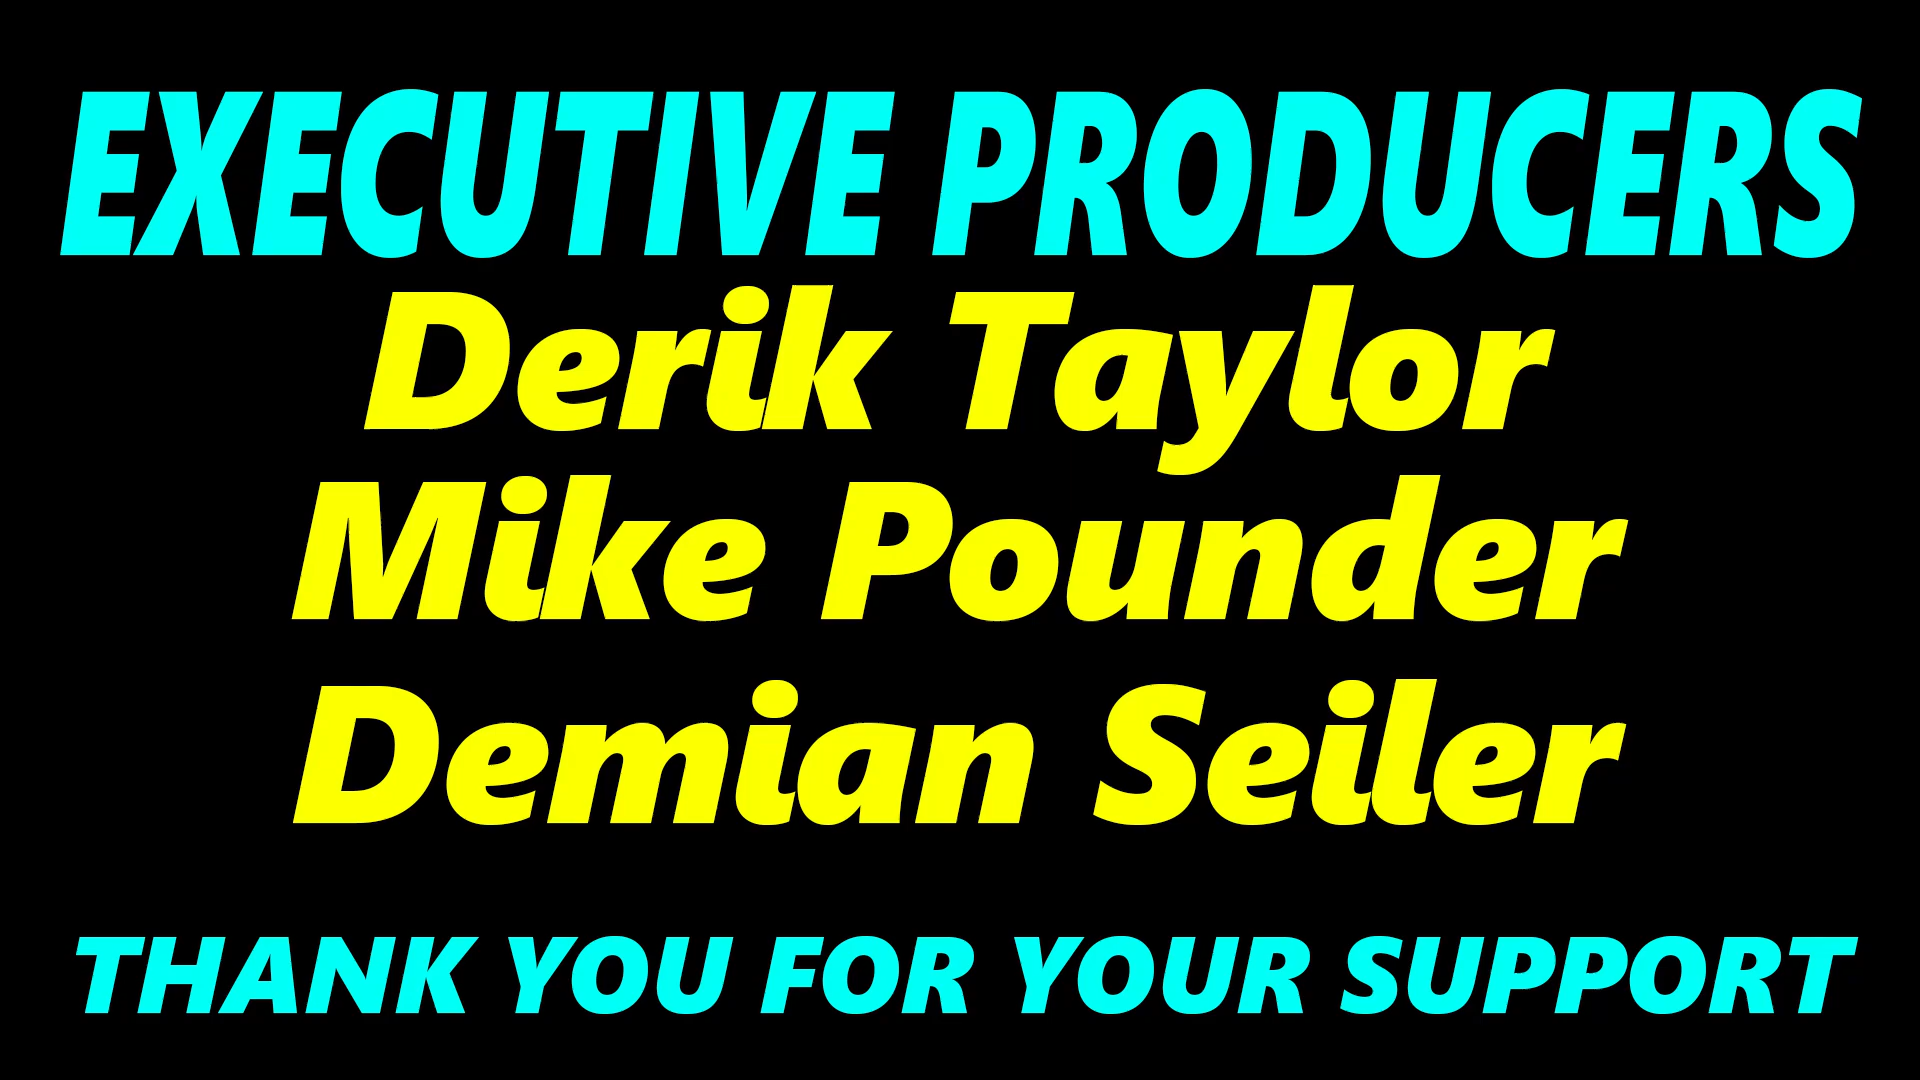 EXECUTIVE PRODUCERS
Derik Taylor
Mike Pounder
Demian Seiler
THANK YOU FOR YOUR SUPPORT